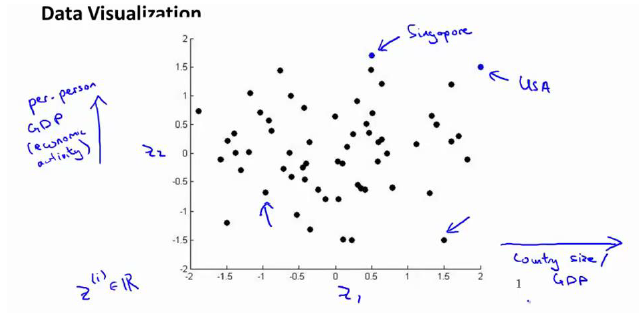 Data Visualization
Singapore
USA
per-person
GDP
(economic
activity)
z₂
2
1.5
1
0.5
0
-0.5
-1
-1.5
-2
-2
-1.5
-1
-0.5
0
0.5
1
1.5
2
z₁
z⁽ⁱ⁾ ∈ ℝ
Country size/
GDP
1